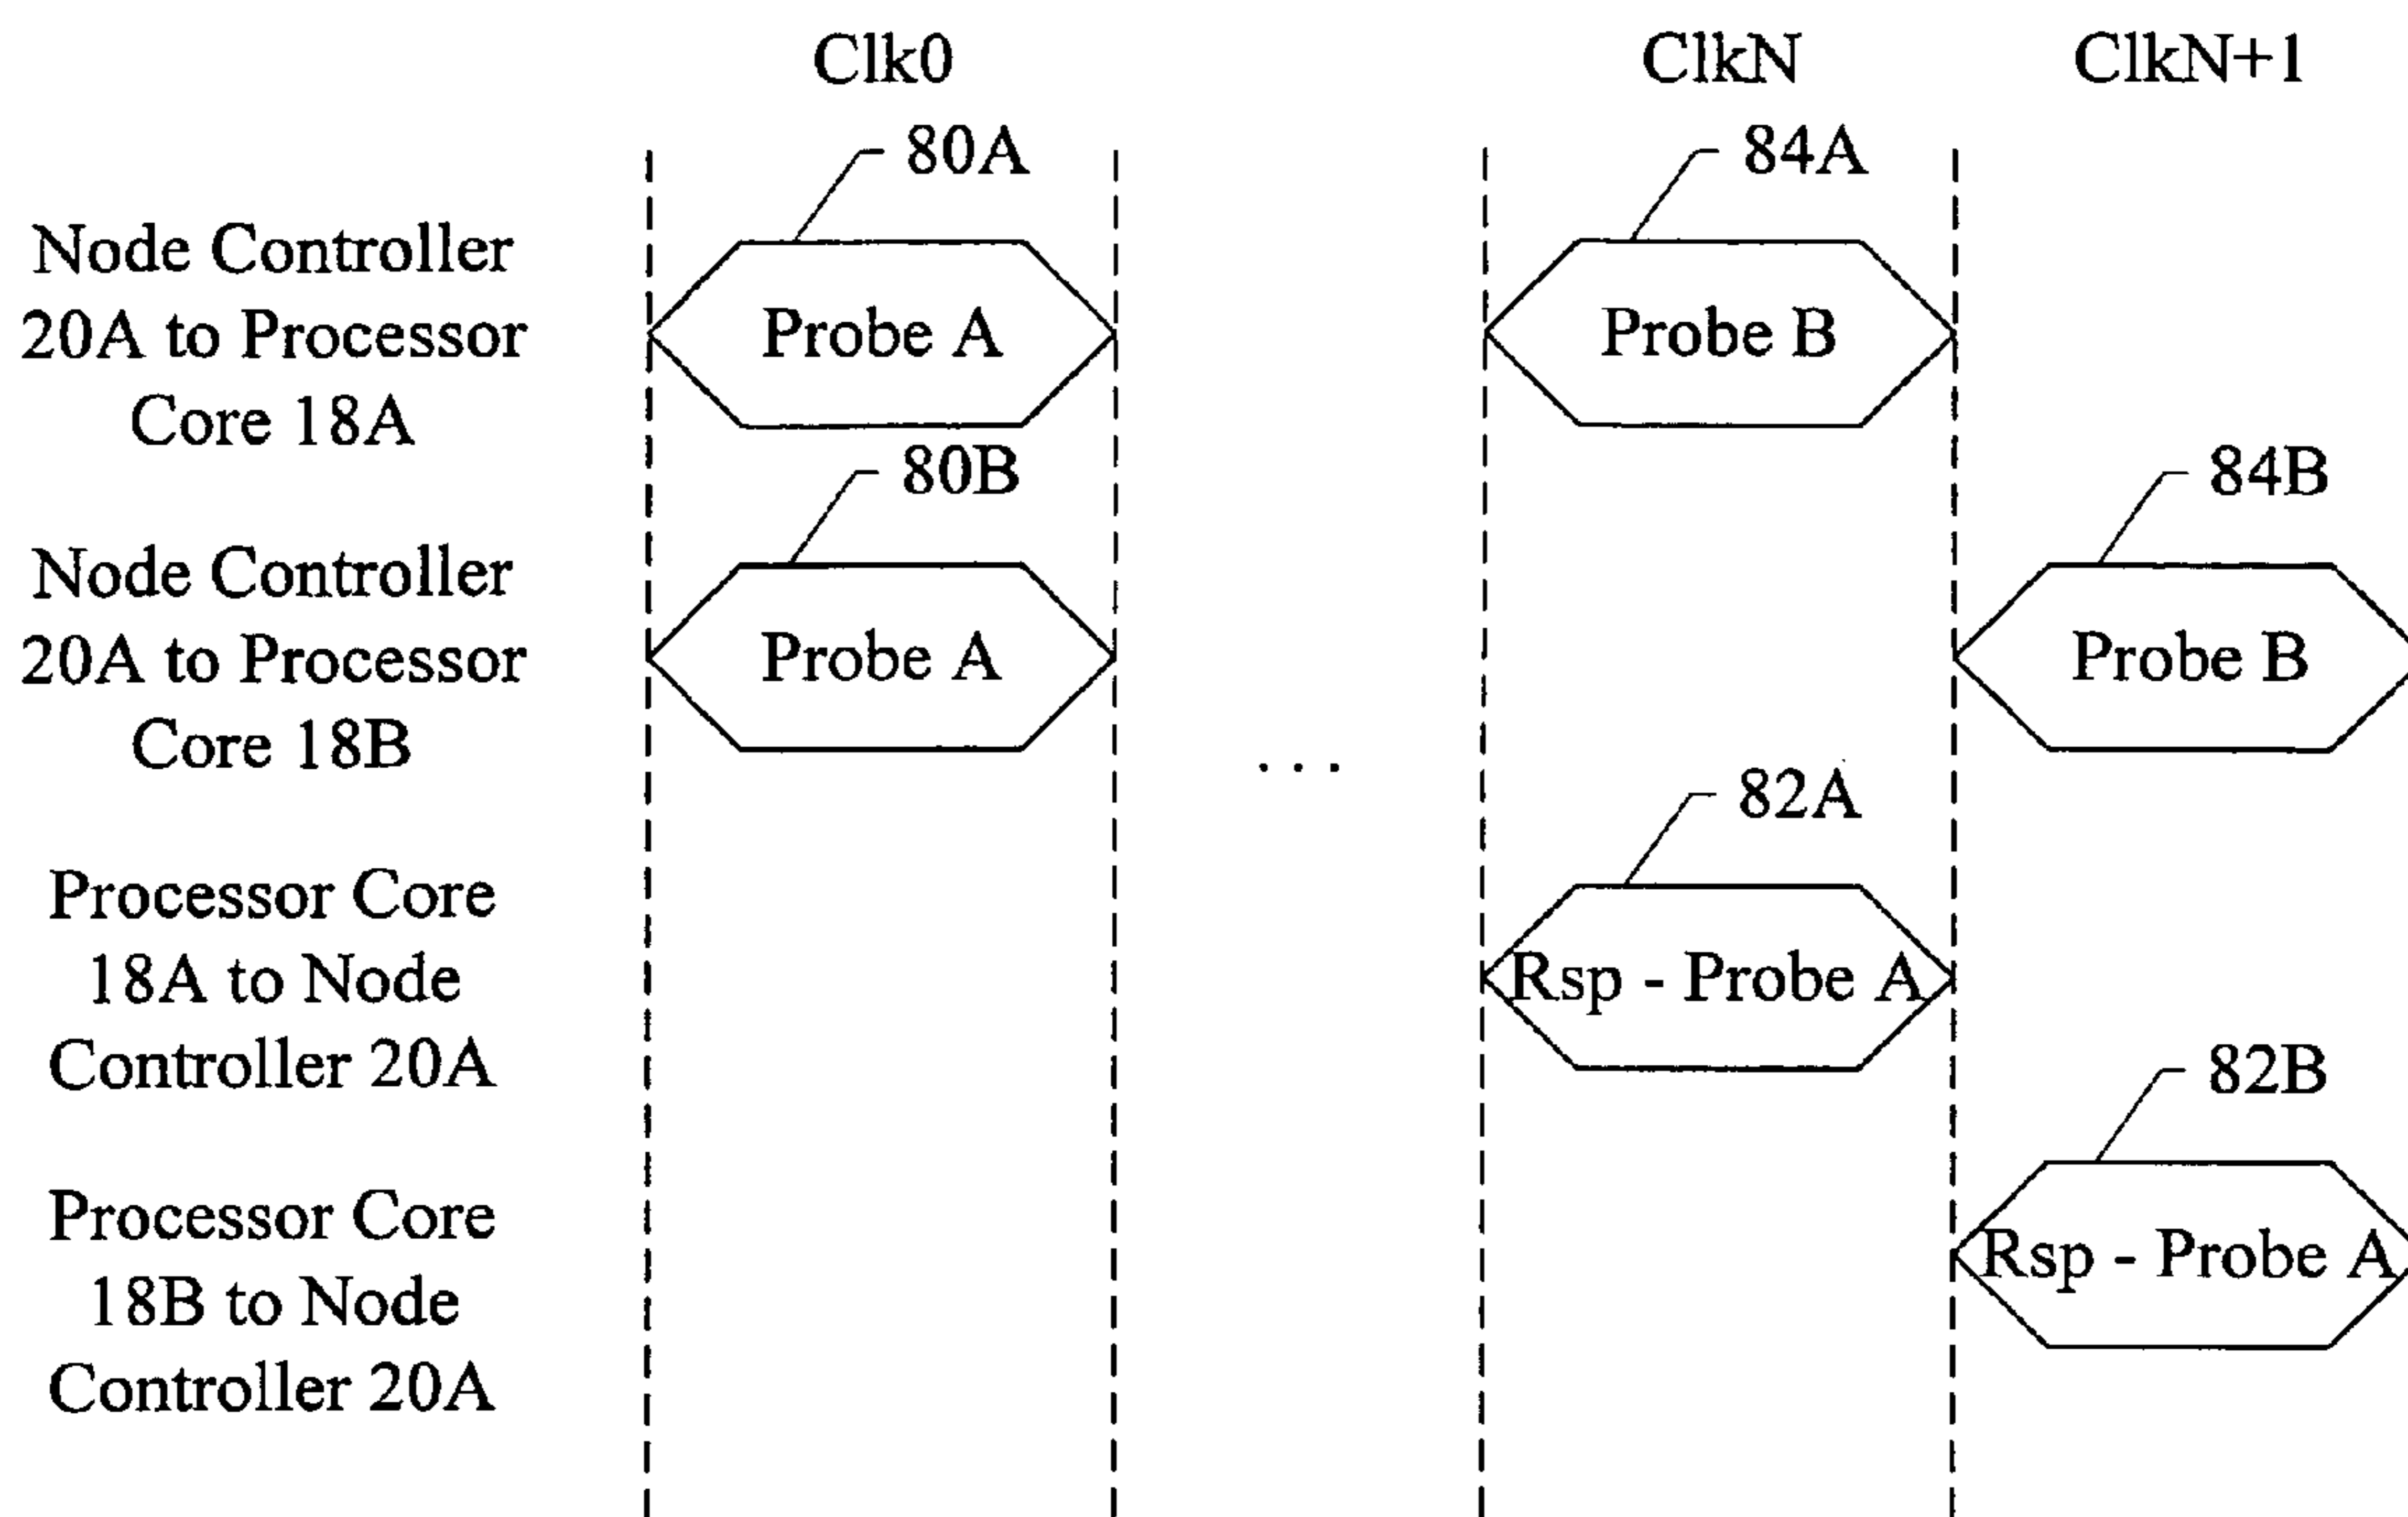 Clk0 ClkN ClkN+1
80A 84A
Node Controller
20A to Processor
Core 18A
Probe A Probe B
80B 84B
Node Controller
20A to Processor
Core 18B
Probe A Probe B
. . .
82A
Processor Core
18A to Node
Controller 20A
Rsp - Probe A
82B
Processor Core
18B to Node
Controller 20A
Rsp - Probe A